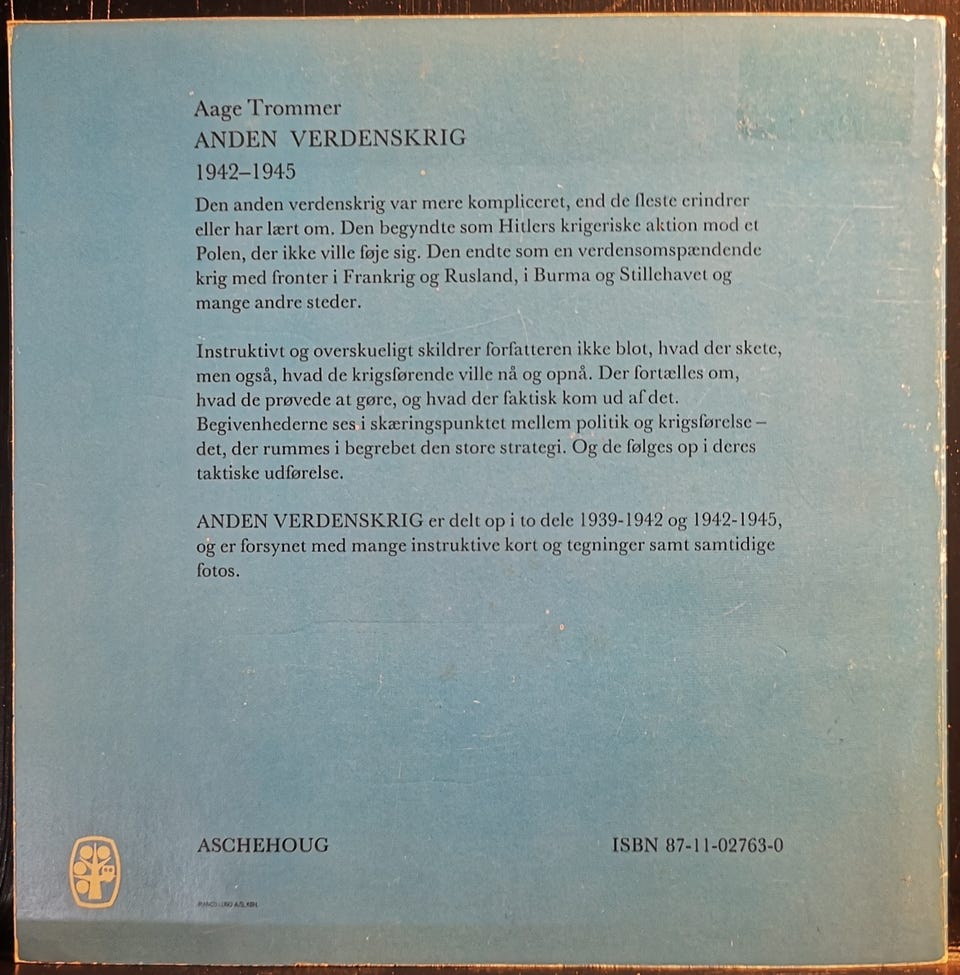 Aage Trommer
ANDEN VERDENSKRIG
1942–1945
Den anden verdenskrig var mere kompliceret, end de fleste erindrer
eller har lært om. Den begyndte som Hitlers krigeriske aktion mod et
Polen, der ikke ville føje sig. Den endte som en verdensomspændende
krig med fronter i Frankrig og Rusland, i Burma og Stillehavet og
mange andre steder.
Instruktivt og overskueligt skildrer forfatteren ikke blot, hvad der skete,
men også, hvad de krigsførende ville nå og opnå. Der fortælles om,
hvad de prøvede at gøre, og hvad der faktisk kom ud af det.
Begivenhederne ses i skæringspunktet mellem politik og krigsførelse –
det, der rummes i begrebet den store strategi. Og de følges op i deres
taktiske udførelse.
ANDEN VERDENSKRIG er delt op i to dele 1939-1942 og 1942-1945,
og er forsynet med mange instruktive kort og tegninger samt samtidige
fotos.
ASCHEHOUG
ISBN 87-11-02763-0